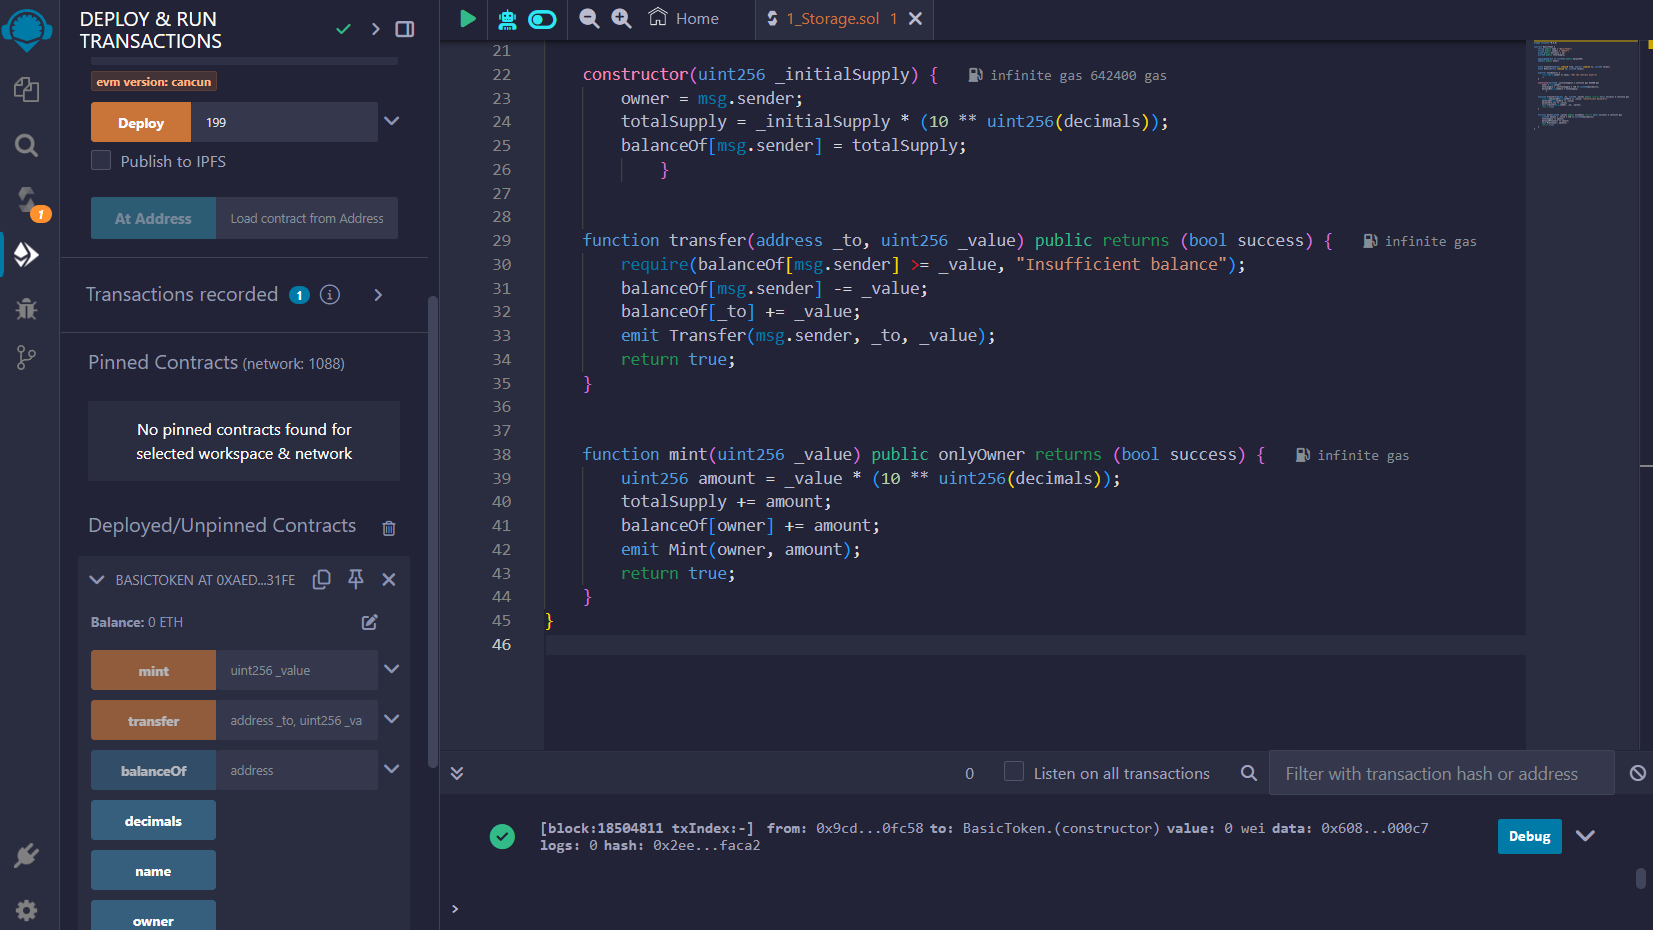 DEPLOY & RUN
TRANSACTIONS
evm version: cancun
Deploy 199
Publish to IPFS
At Address Load contract from Address
1
Transactions recorded 1 i
Pinned Contracts (network: 1088)
No pinned contracts found for
selected workspace & network
Deployed/Unpinned Contracts
BASICTOKEN AT 0XAED...31FE
Balance: 0 ETH
mint uint256 _value
transfer address _to, uint256 _va
balanceOf address
decimals
name
owner
Home 1_Storage.sol 1
21
22 constructor(uint256 _initialSupply) { infinite gas 642400 gas
23 owner = msg.sender;
24 totalSupply = _initialSupply * (10 ** uint256(decimals));
25 balanceOf[msg.sender] = totalSupply;
26 }
27
28
29 function transfer(address _to, uint256 _value) public returns (bool success) { infinite gas
30 require(balanceOf[msg.sender] >= _value, "Insufficient balance");
31 balanceOf[msg.sender] -= _value;
32 balanceOf[_to] += _value;
33 emit Transfer(msg.sender, _to, _value);
34 return true;
35 }
36
37
38 function mint(uint256 _value) public onlyOwner returns (bool success) { infinite gas
39 uint256 amount = _value * (10 ** uint256(decimals));
40 totalSupply += amount;
41 balanceOf[owner] += amount;
42 emit Mint(owner, amount);
43 return true;
44 }
45 }
46
0 Listen on all transactions Filter with transaction hash or address
[block:18504811 txIndex:-] from: 0x9cd...0fc58 to: BasicToken.(constructor) value: 0 wei data: 0x608...000c7
logs: 0 hash: 0x2ee...faca2
Debug
>